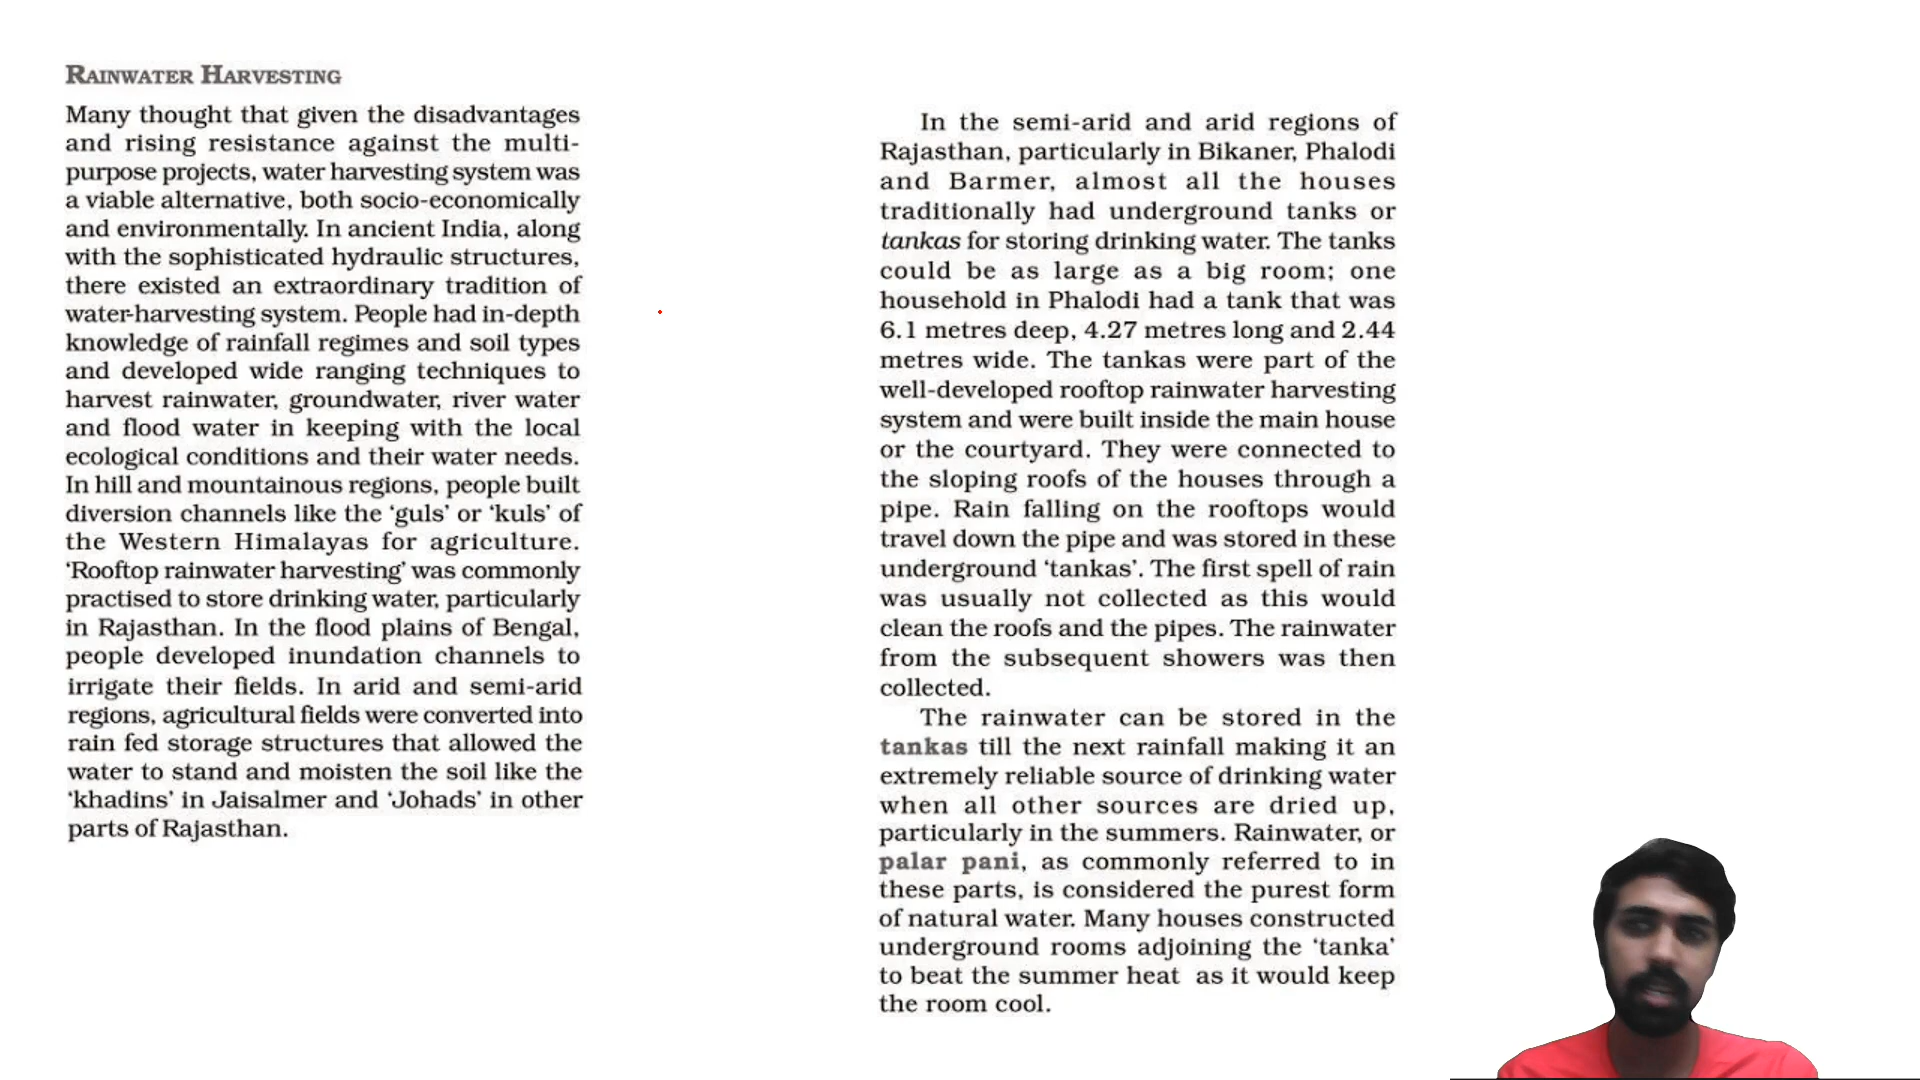 RAINWATER HARVESTING
Many thought that given the disadvantages
and rising resistance against the multi-
purpose projects, water harvesting system was
a viable alternative, both socio-economically
and environmentally. In ancient India, along
with the sophisticated hydraulic structures,
there existed an extraordinary tradition of
water-harvesting system. People had in-depth
knowledge of rainfall regimes and soil types
and developed wide ranging techniques to
harvest rainwater, groundwater, river water
and flood water in keeping with the local
ecological conditions and their water needs.
In hill and mountainous regions, people built
diversion channels like the ‘guls’ or ‘kuls’ of
the Western Himalayas for agriculture.
‘Rooftop rainwater harvesting’ was commonly
practised to store drinking water, particularly
in Rajasthan. In the flood plains of Bengal,
people developed inundation channels to
irrigate their fields. In arid and semi-arid
regions, agricultural fields were converted into
rain fed storage structures that allowed the
water to stand and moisten the soil like the
‘khadins’ in Jaisalmer and ‘Johads’ in other
parts of Rajasthan.
In the semi-arid and arid regions of
Rajasthan, particularly in Bikaner, Phalodi
and Barmer, almost all the houses
traditionally had underground tanks or
tankas for storing drinking water. The tanks
could be as large as a big room; one
household in Phalodi had a tank that was
6.1 metres deep, 4.27 metres long and 2.44
metres wide. The tankas were part of the
well-developed rooftop rainwater harvesting
system and were built inside the main house
or the courtyard. They were connected to
the sloping roofs of the houses through a
pipe. Rain falling on the rooftops would
travel down the pipe and was stored in these
underground ‘tankas’. The first spell of rain
was usually not collected as this would
clean the roofs and the pipes. The rainwater
from the subsequent showers was then
collected.
The rainwater can be stored in the
tankas till the next rainfall making it an
extremely reliable source of drinking water
when all other sources are dried up,
particularly in the summers. Rainwater, or
palar pani, as commonly referred to in
these parts, is considered the purest form
of natural water. Many houses constructed
underground rooms adjoining the ‘tanka’
to beat the summer heat as it would keep
the room cool.